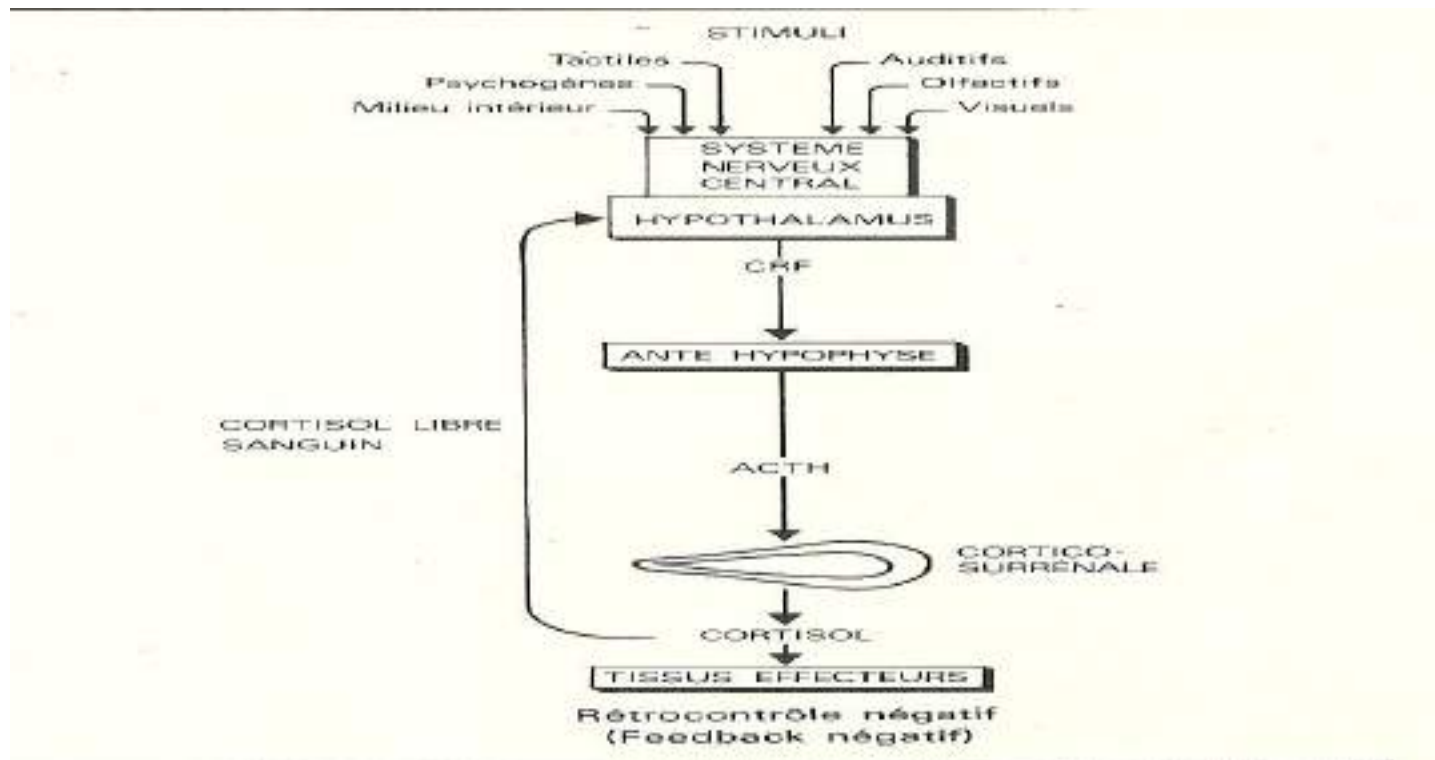 STIMULI
Tactiles
Auditifs
Psychogènes
Olfactifs
Milieu intérieur
Visuels
SYSTEME
NERVEUX
CENTRAL
HYPOTHALAMUS
CRF
ANTE HYPOPHYSE
CORTISOL LIBRE
SANGUIN
ACTH
CORTICO-
SURRÉNALE
CORTISOL
TISSUS EFFECTEURS
Rétrocontrôle négatif
(Feedback négatif)